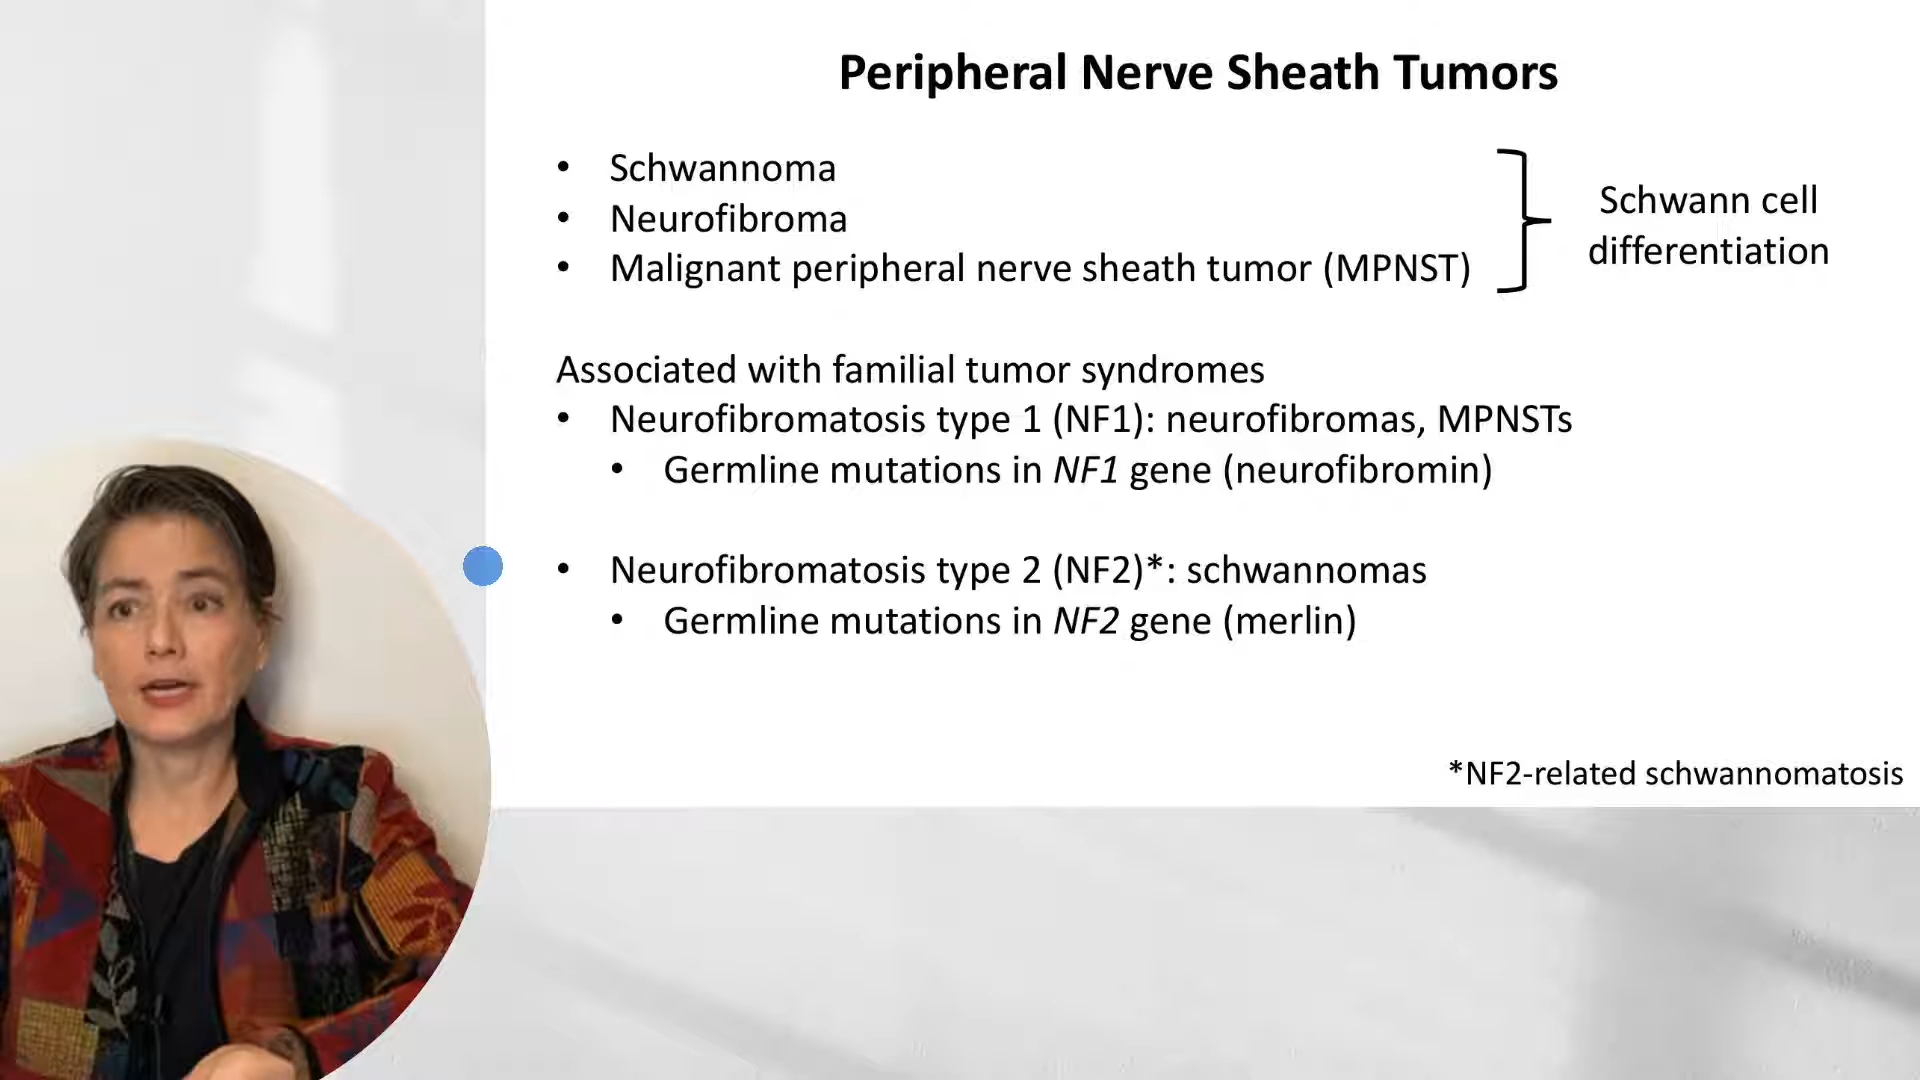 Peripheral Nerve Sheath Tumors
• Schwannoma
• Neurofibroma
• Malignant peripheral nerve sheath tumor (MPNST)
Schwann cell
differentiation
Associated with familial tumor syndromes
• Neurofibromatosis type 1 (NF1): neurofibromas, MPNSTs
• Germline mutations in NF1 gene (neurofibromin)
• Neurofibromatosis type 2 (NF2)*: schwannomas
• Germline mutations in NF2 gene (merlin)
*NF2-related schwannomatosis